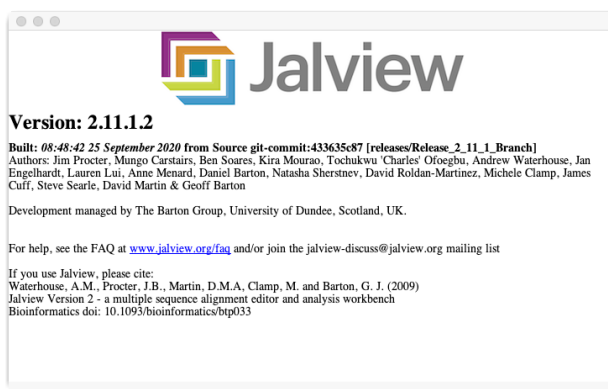 Jalview
Version: 2.11.1.2
Built: 08:48:42 25 September 2020 from Source git-commit:433635c87 [releases/Release_2_11_1_Branch]
Authors: Jim Procter, Mungo Carstairs, Ben Soares, Kira Mourao, Tochukwu 'Charles' Ofoegbu, Andrew Waterhouse, Jan
Engelhardt, Lauren Lui, Anne Menard, Daniel Barton, Natasha Sherstnev, David Roldan-Martinez, Michele Clamp, James
Cuff, Steve Searle, David Martin & Geoff Barton
Development managed by The Barton Group, University of Dundee, Scotland, UK.
For help, see the FAQ at www.jalview.org/faq and/or join the jalview-discuss@jalview.org mailing list
If you use Jalview, please cite:
Waterhouse, A.M., Procter, J.B., Martin, D.M.A, Clamp, M. and Barton, G. J. (2009)
Jalview Version 2 - a multiple sequence alignment editor and analysis workbench
Bioinformatics doi: 10.1093/bioinformatics/btp033